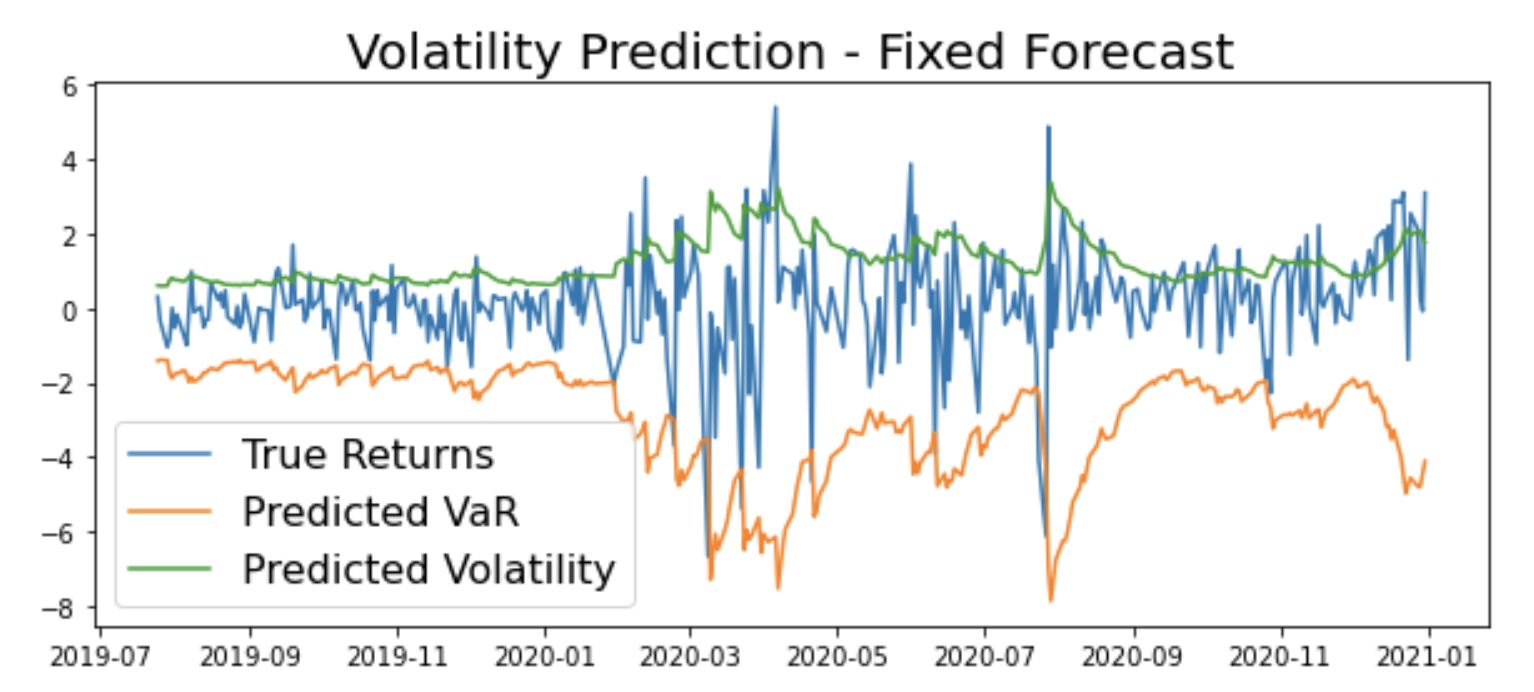 Volatility Prediction - Fixed Forecast
6
4
2
0
−2
−4
−6
−8
True Returns
Predicted VaR
Predicted Volatility
2019-07 2019-09 2019-11 2020-01 2020-03 2020-05 2020-07 2020-09 2020-11 2021-01